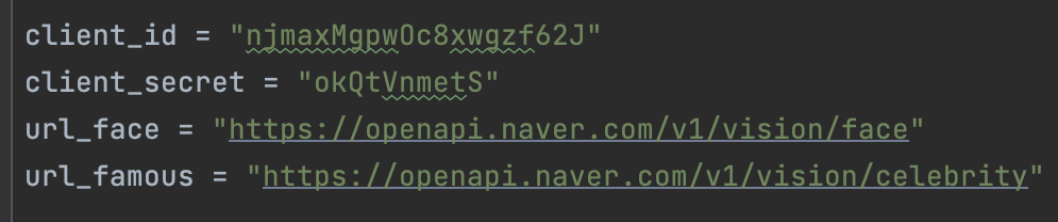 client_id = "njmaxMgpwOc8xwgzf62J"
client_secret = "okQtVnmetS"
url_face = "https://openapi.naver.com/v1/vision/face"
url_famous = "https://openapi.naver.com/v1/vision/celebrity"